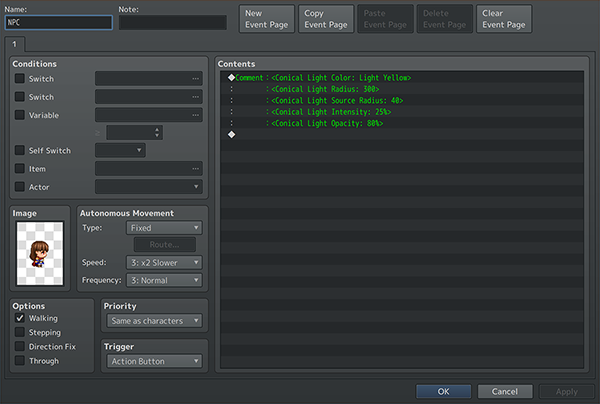 Name:
Note:
NPC
New
Event Page
Copy
Event Page
Paste
Event Page
Delete
Event Page
Clear
Event Page
1
Conditions
Switch ...
Switch ...
Variable ...
≥
Self Switch
Item ...
Actor
Image
Autonomous Movement
Type: Fixed
Route...
Speed: 3: x2 Slower
Frequency: 3: Normal
Options
Walking
Stepping
Direction Fix
Through
Priority
Same as characters
Trigger
Action Button
Contents
◆Comment：<Conical Light Color: Light Yellow>
：　　　：<Conical Light Radius: 300>
：　　　：<Conical Light Source Radius: 40>
：　　　：<Conical Light Intensity: 25%>
：　　　：<Conical Light Opacity: 80%>
◆
OK
Cancel
Apply